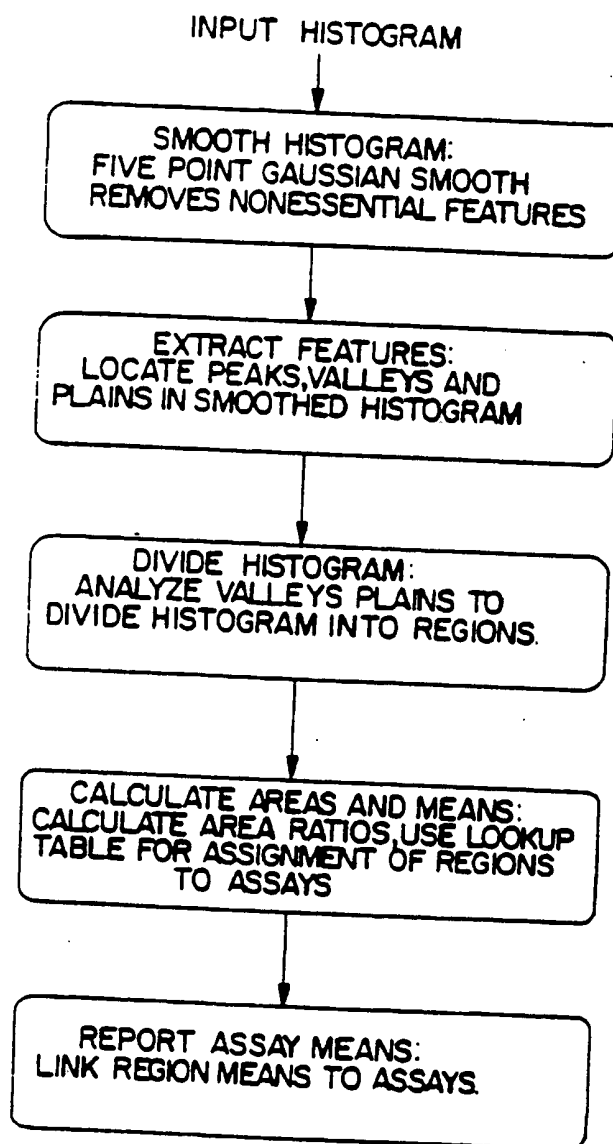 INPUT HISTOGRAM
SMOOTH HISTOGRAM:
FIVE POINT GAUSSIAN SMOOTH
REMOVES NONESSENTIAL FEATURES
EXTRACT FEATURES:
LOCATE PEAKS,VALLEYS AND
PLAINS IN SMOOTHED HISTOGRAM
DIVIDE HISTOGRAM:
ANALYZE VALLEYS PLAINS TO
DIVIDE HISTOGRAM INTO REGIONS.
CALCULATE AREAS AND MEANS:
CALCULATE AREA RATIOS,USE LOOKUP
TABLE FOR ASSIGNMENT OF REGIONS
TO ASSAYS
REPORT ASSAY MEANS:
LINK REGION MEANS TO ASSAYS.